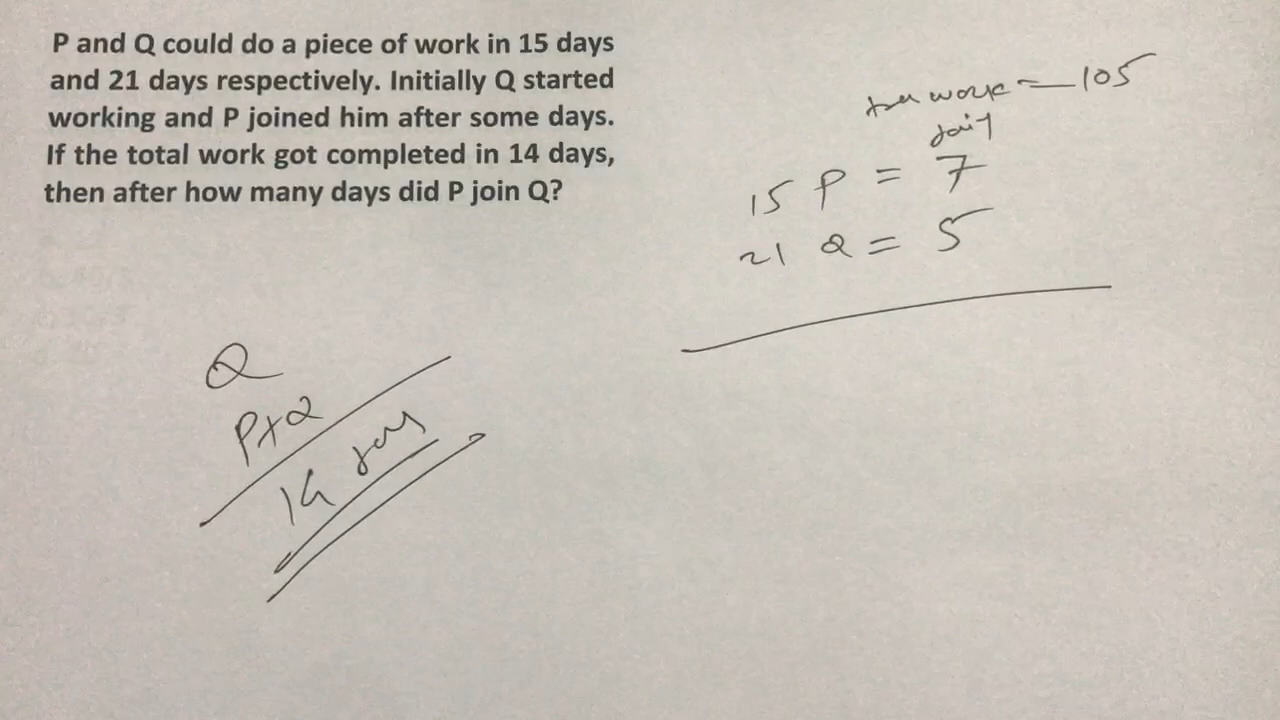 P and Q could do a piece of work in 15 days
and 21 days respectively. Initially Q started
working and P joined him after some days.
If the total work got completed in 14 days,
then after how many days did P join Q?
work = 105
15 P = 7
21 Q = 5
Q
P+Q
14 days